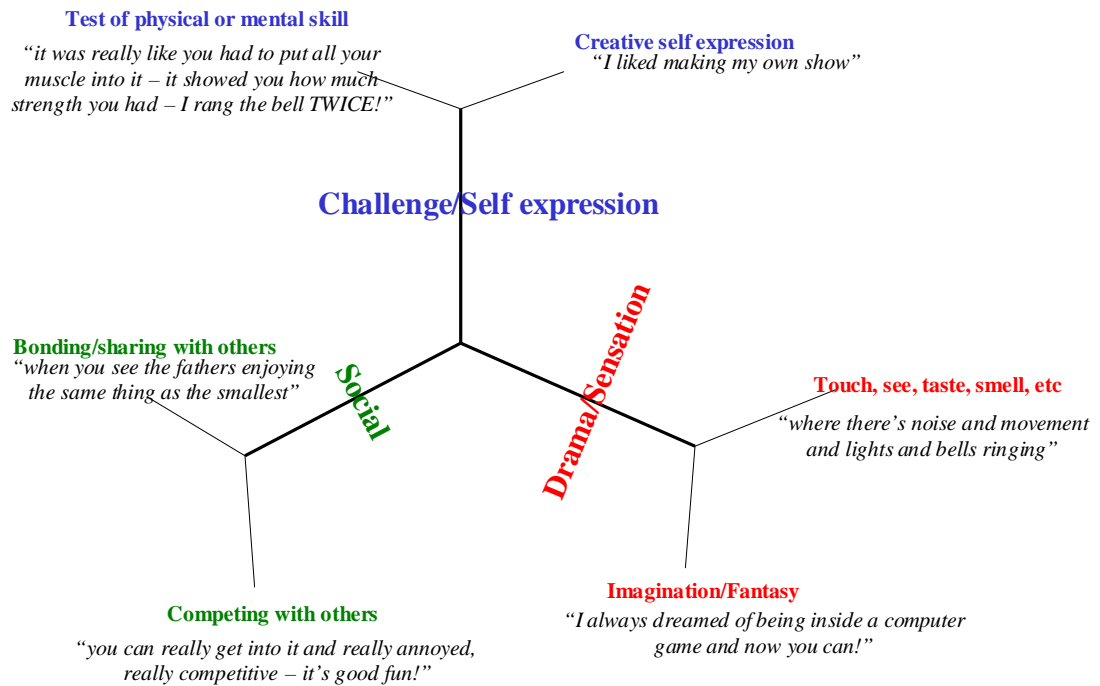 Test of physical or mental skill
“it was really like you had to put all your
muscle into it – it showed you how much
strength you had – I rang the bell TWICE!”
Creative self expression
“I liked making my own show”
Challenge/Self expression
Bonding/sharing with others
“when you see the fathers enjoying
the same thing as the smallest”
Social
Drama/Sensation
Touch, see, taste, smell, etc
“where there’s noise and movement
and lights and bells ringing”
Competing with others
“you can really get into it and really annoyed,
really competitive – it’s good fun!”
Imagination/Fantasy
“I always dreamed of being inside a computer
game and now you can!”